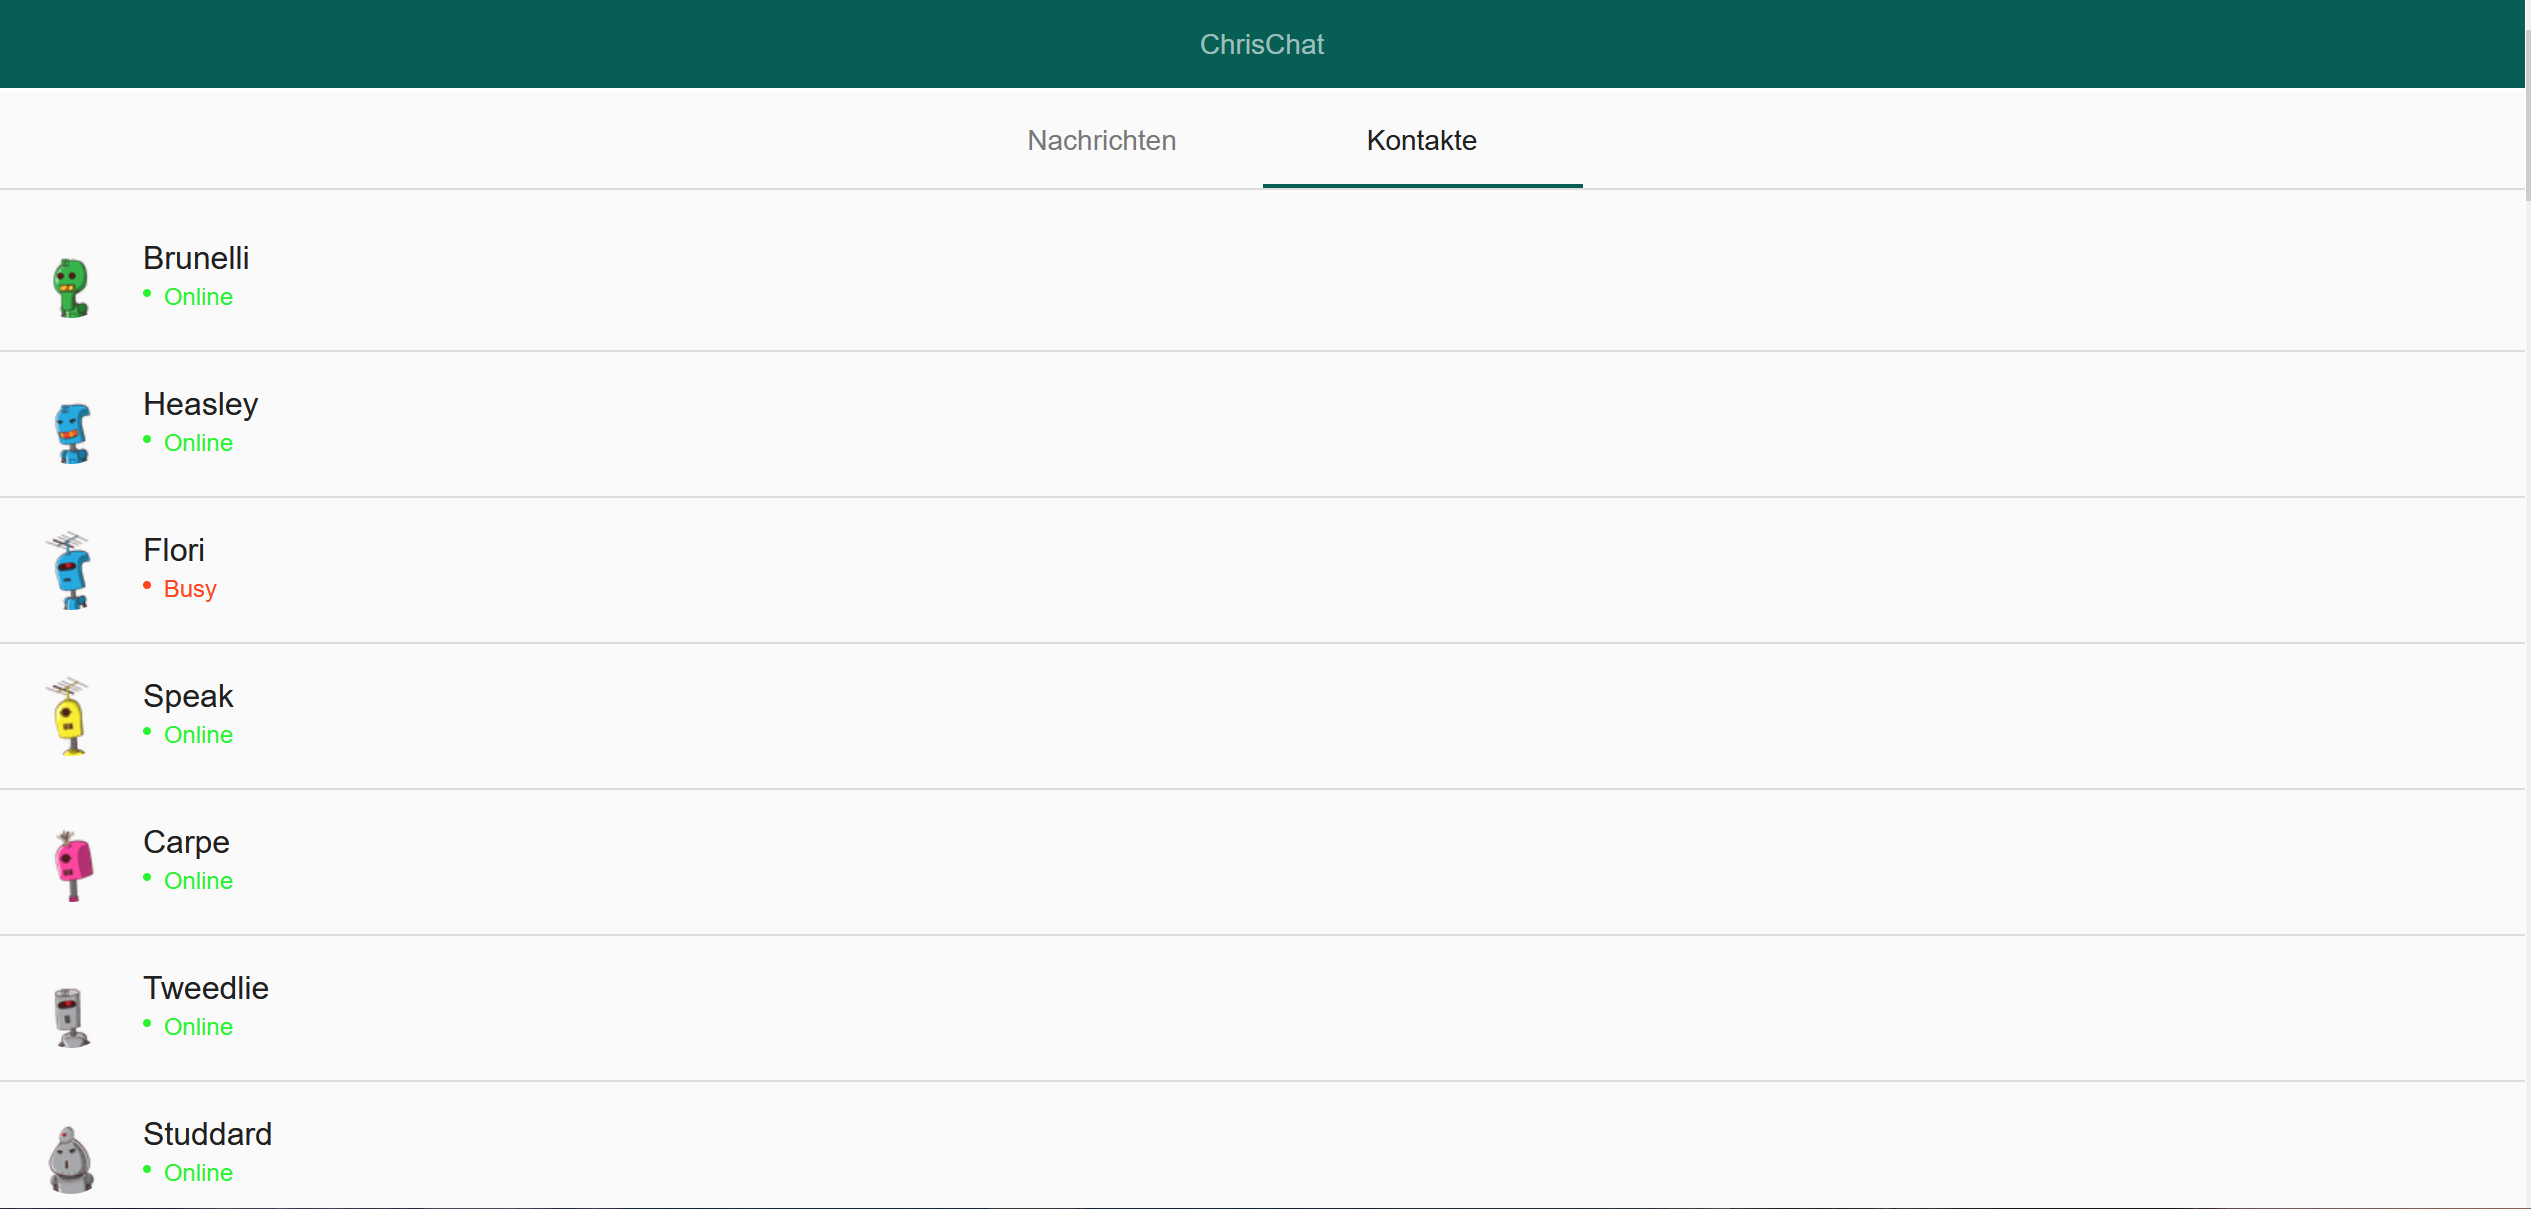 ChrisChat
Nachrichten Kontakte
Brunelli
• Online
Heasley
• Online
Flori
• Busy
Speak
• Online
Carpe
• Online
Tweedlie
• Online
Studdard
• Online